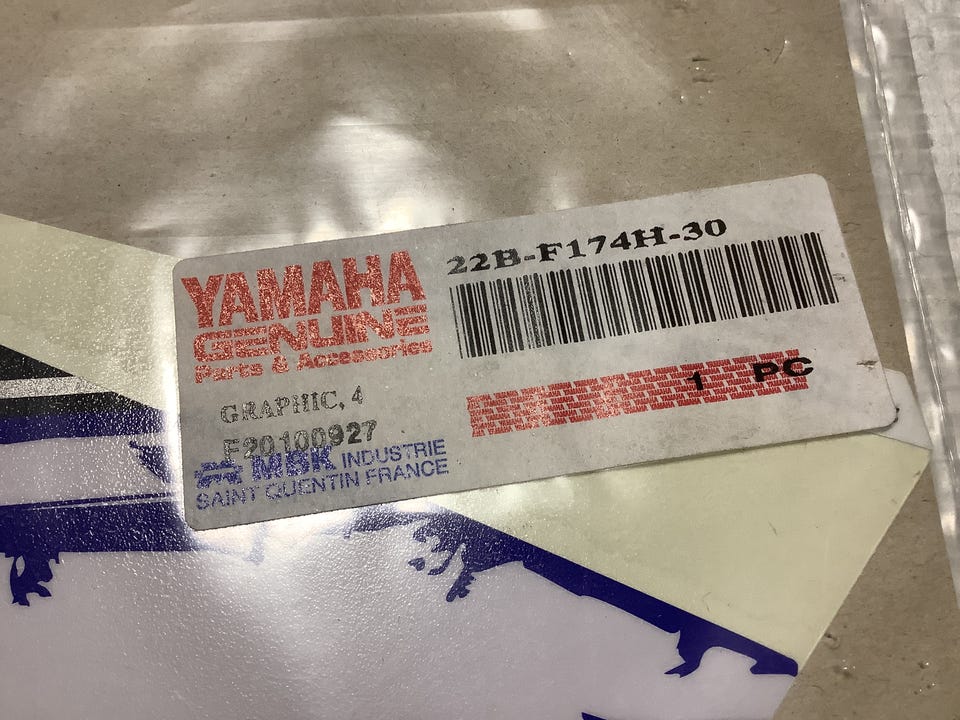 YAMAHA
GENUINE
Parts & Accessories
22B-F174H-30
1 PC
GRAPHIC, 4
F20100927
MBK INDUSTRIE
SAINT QUENTIN FRANCE